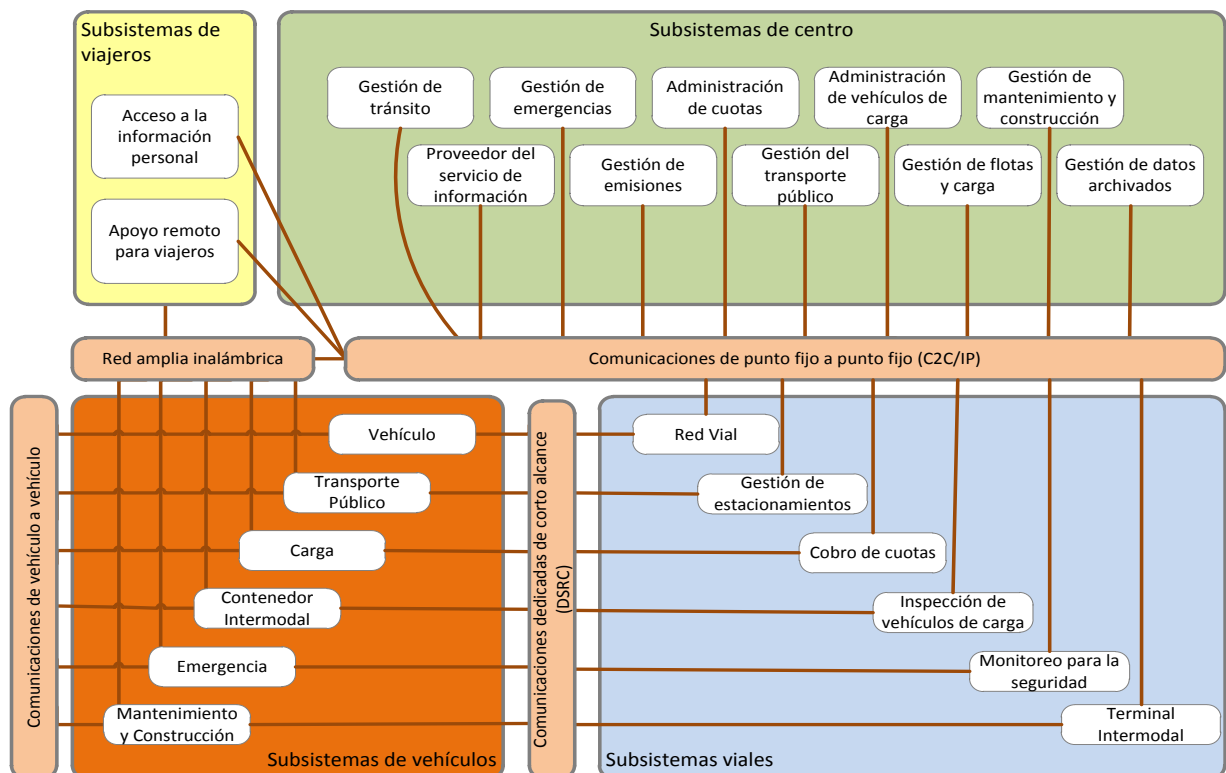 Subsistemas de
viajeros
Acceso a la
información
personal
Apoyo remoto
para viajeros
Subsistemas de centro
Gestión de
tránsito
Gestión de
emergencias
Administración
de cuotas
Administración
de vehículos de
carga
Gestión de
mantenimiento y
construcción
Proveedor del
servicio de
información
Gestión de
emisiones
Gestión del
transporte
público
Gestión de flotas
y carga
Gestión de datos
archivados
Red amplia inalámbrica
Comunicaciones de punto fijo a punto fijo (C2C/IP)
Comunicaciones de vehículo a vehículo
Vehículo
Transporte
Público
Carga
Contenedor
Intermodal
Emergencia
Mantenimiento
y Construcción
Subsistemas de vehículos
Comunicaciones dedicadas de corto alcance
(DSRC)
Red Vial
Gestión de
estacionamientos
Cobro de cuotas
Inspección de
vehículos de carga
Monitoreo para la
seguridad
Terminal
Intermodal
Subsistemas viales